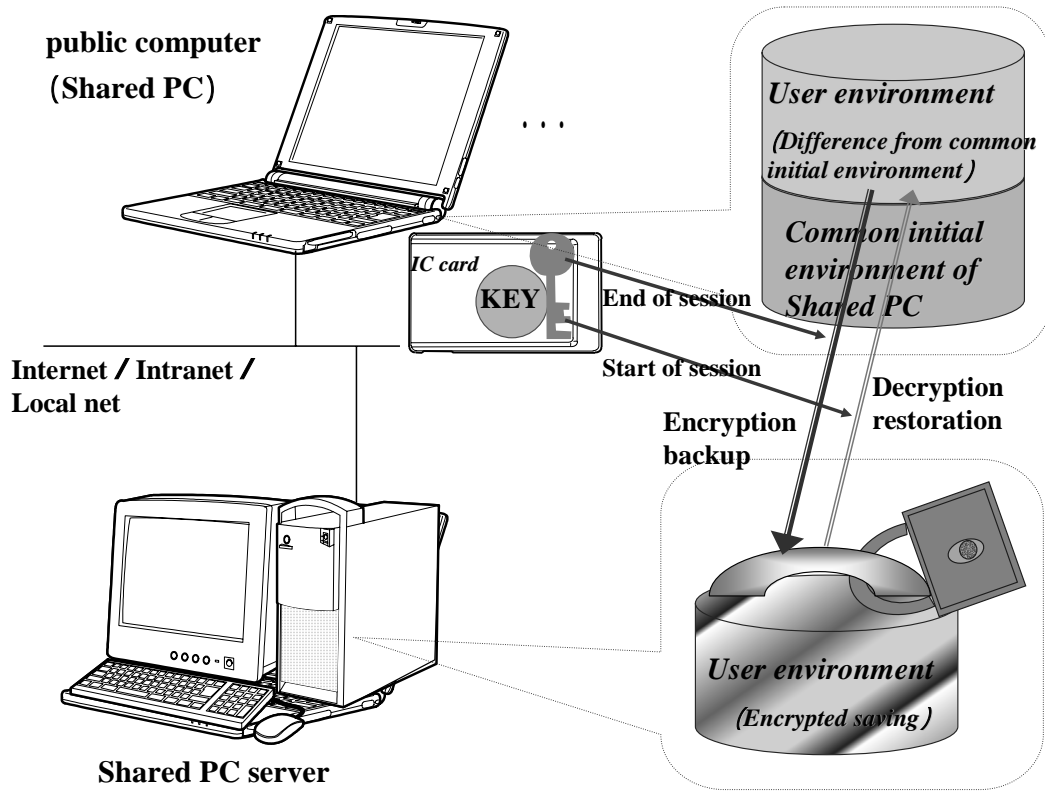 public computer
(Shared PC)
. . .
User environment
(Difference from common
initial environment)
Common initial
environment of
Shared PC
IC card
KEY
End of session
Start of session
Internet / Intranet /
Local net
Decryption
restoration
Encryption
backup
User environment
(Encrypted saving)
Shared PC server